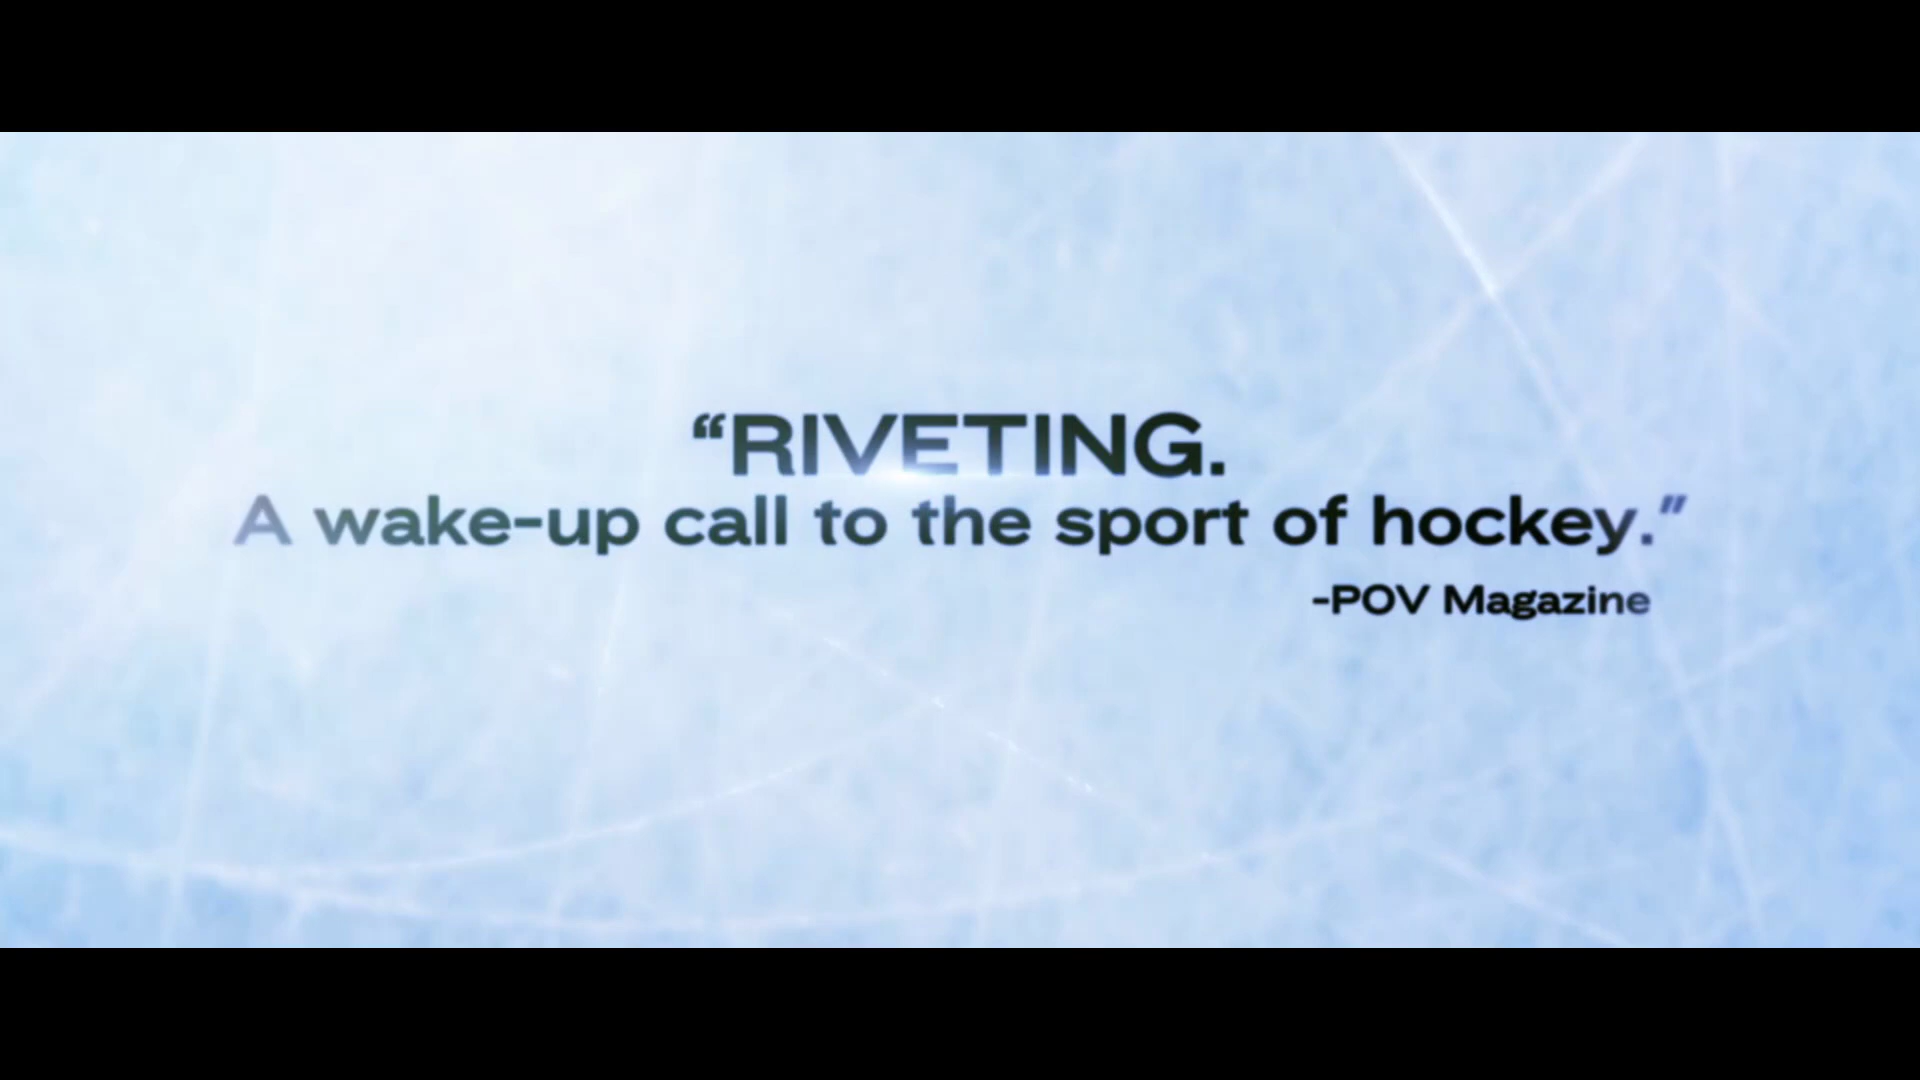 “RIVETING.
A wake-up call to the sport of hockey.”
-POV Magazine